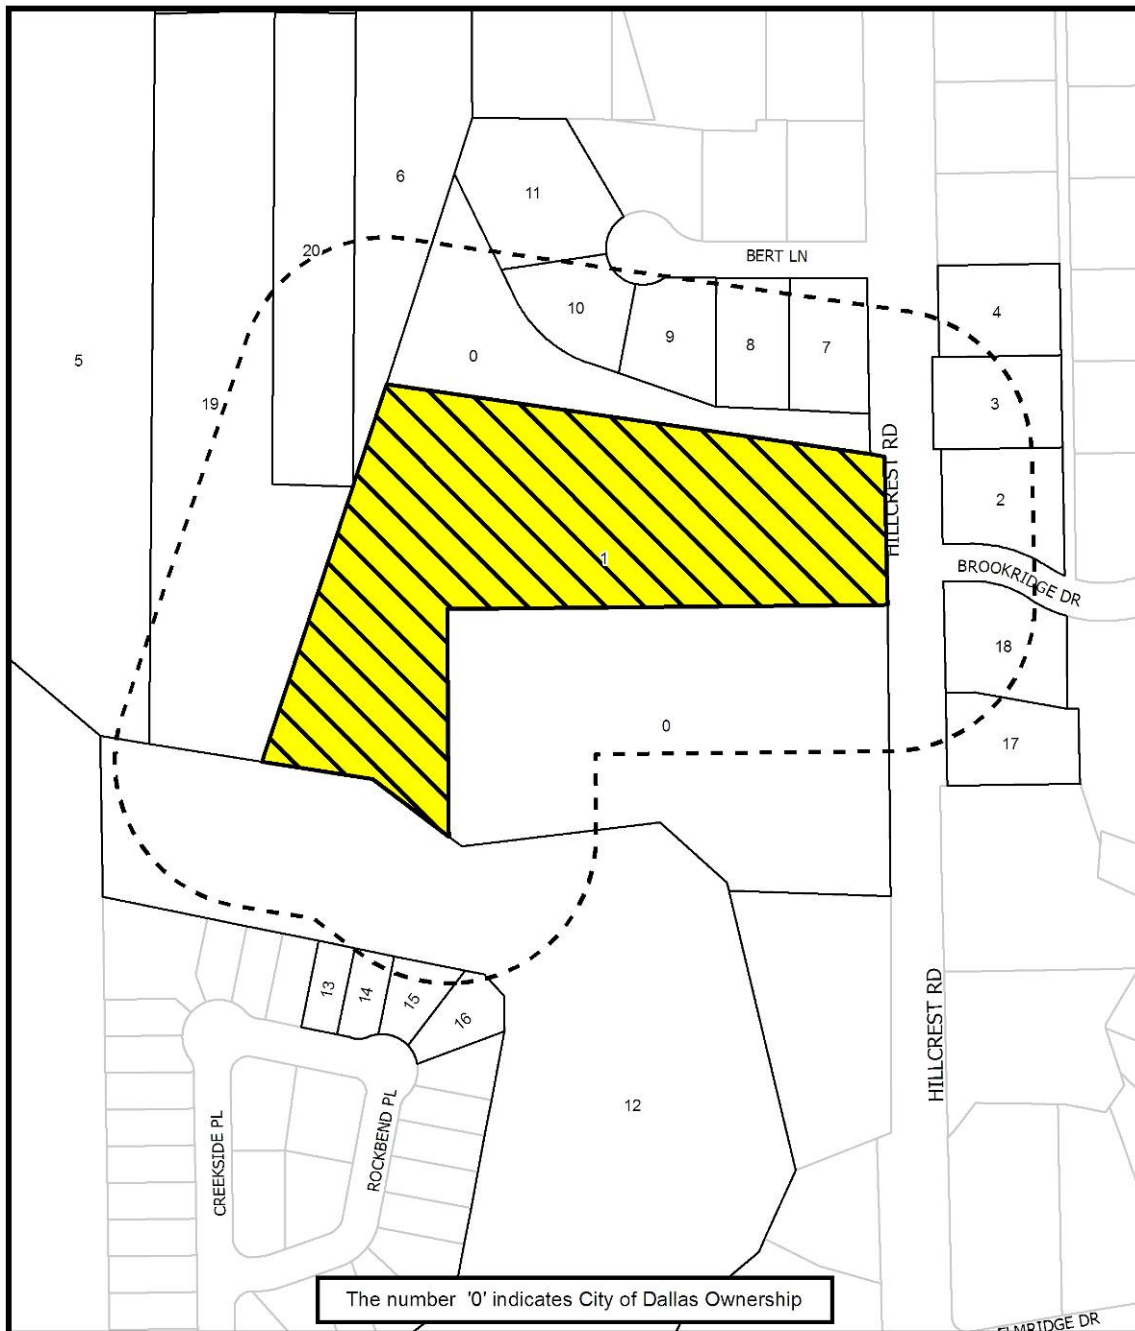 6
11
20
BERT LN
4
10
9
8
7
5
0
3
19
HILLCREST RD
2
1
BROOKRIDGE DR
18
0
17
13
14
15
16
HILLCREST RD
12
CREEKSIDE PL
ROCKBEND PL
The number '0' indicates City of Dallas Ownership
ELMRIDGE DR